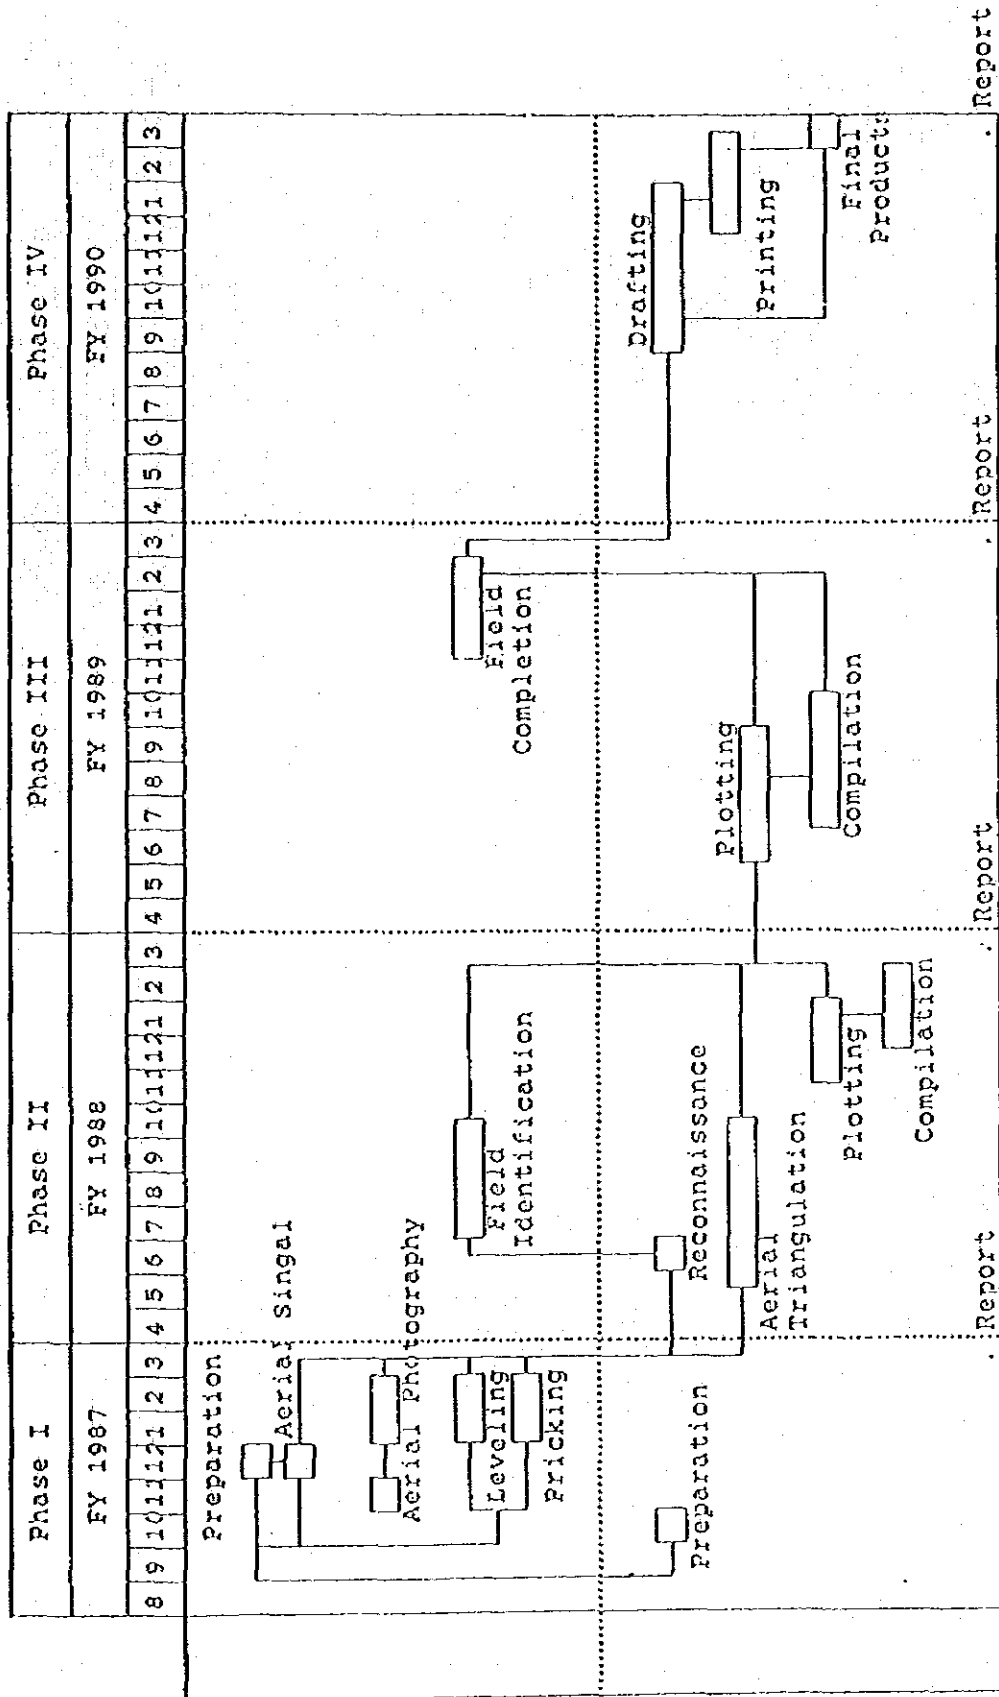 Phase I Phase II Phase III Phase IV
FY 1987 FY 1988 FY 1989 FY 1990
8 9 10 11 12 1 2 3 4 5 6 7 8 9 10 11 12 1 2 3 4 5 6 7 8 9 10 11 12 1 2 3 4 5 6 7 8 9 10 11 12 1 2 3
Preparation
Aerial Singal
Aerial Photography
Leveling
Pricking
Field
Identification
Field
Completion
Preparation
Reconnaissance
Aerial
Triangulation
Plotting
Compilation
Plotting
Compilation
Drafting
Printing
Final
Products
. Report . Report . Report . Report